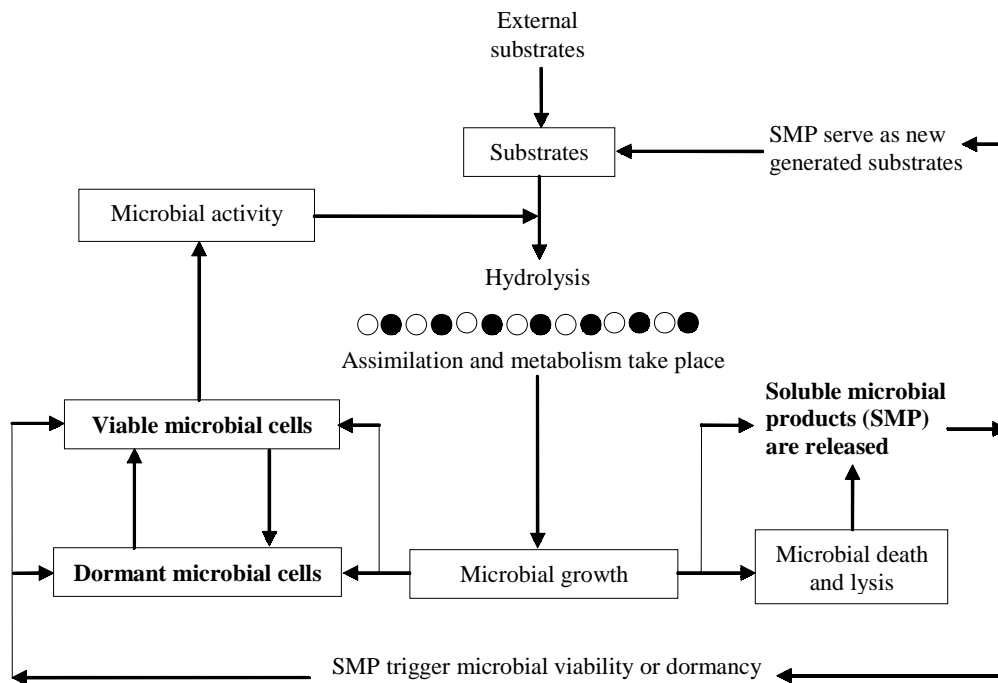 External
substrates
Substrates
SMP serve as new
generated substrates
Microbial activity
Hydrolysis
Assimilation and metabolism take place
Viable microbial cells
Soluble microbial
products (SMP)
are released
Dormant microbial cells
Microbial growth
Microbial death
and lysis
SMP trigger microbial viability or dormancy